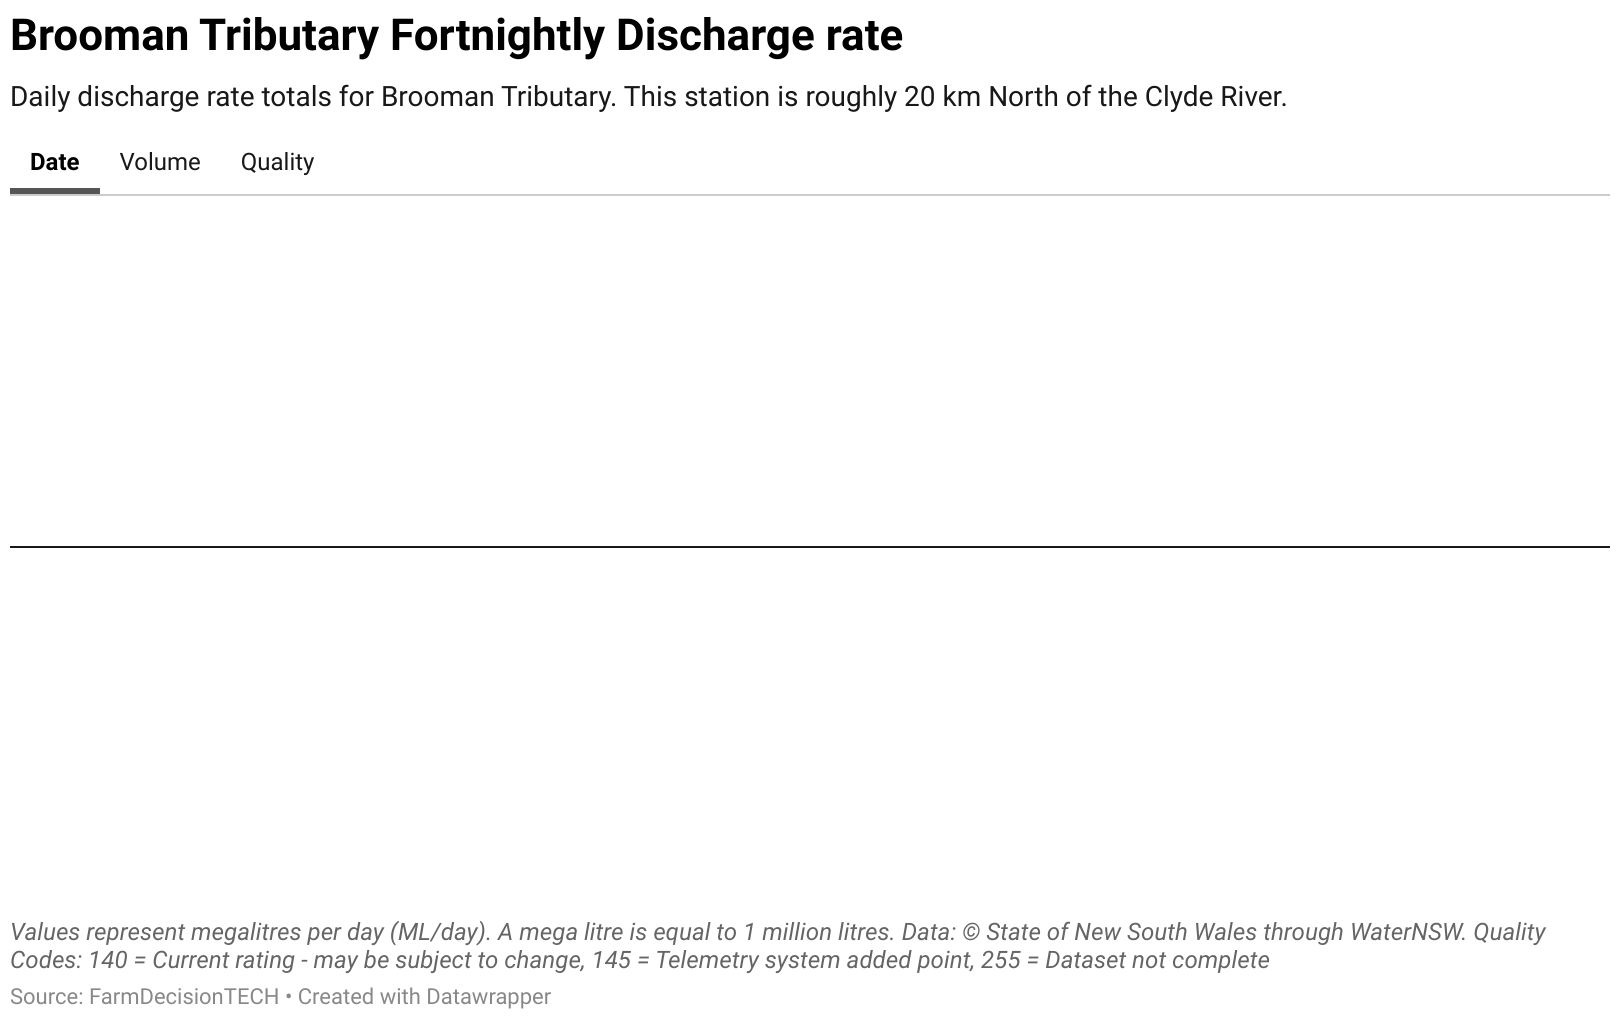 Brooman Tributary Fortnightly Discharge rate
Daily discharge rate totals for Brooman Tributary. This station is roughly 20 km North of the Clyde River.
Date Volume Quality
Values represent megalitres per day (ML/day). A mega litre is equal to 1 million litres. Data: © State of New South Wales through WaterNSW. Quality
Codes: 140 = Current rating - may be subject to change, 145 = Telemetry system added point, 255 = Dataset not complete
Source: FarmDecisionTECH • Created with Datawrapper